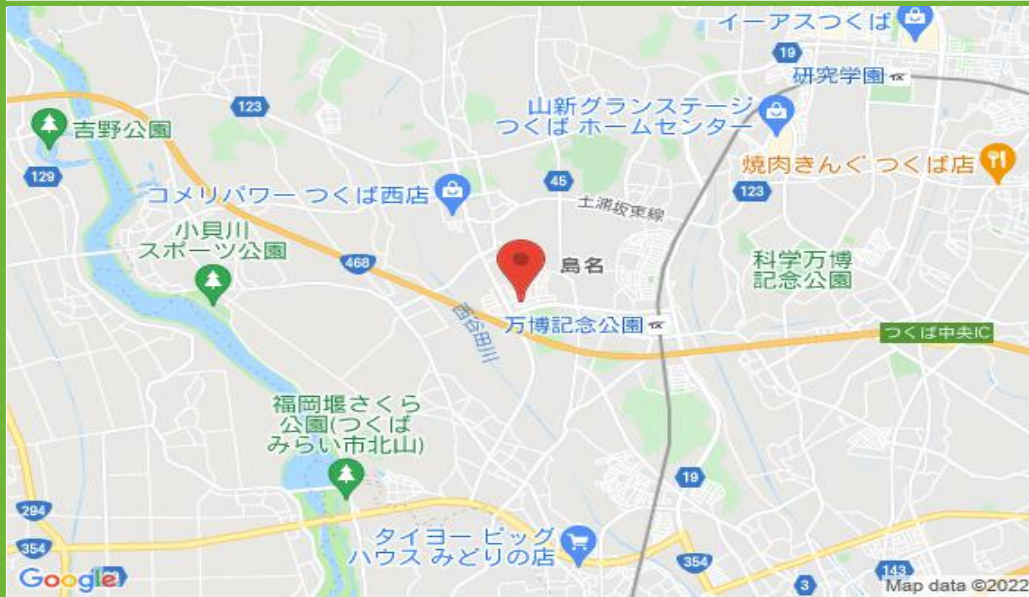 イーアスつくば
19
研究学園
123
山新グランステージ
つくば ホームセンター
吉野公園
129
焼肉きんぐ つくば店
コメリパワー つくば西店
45
123
土浦坂東線
小貝川
スポーツ公園
468
島名
科学万博
記念公園
西谷田川
万博記念公園
つくば中央IC
福岡堰さくら
公園(つくば
みらい市北山)
19
294
354
タイヨー ビッグ
ハウス みどりの店
354
143
3
Google
Map data ©2022